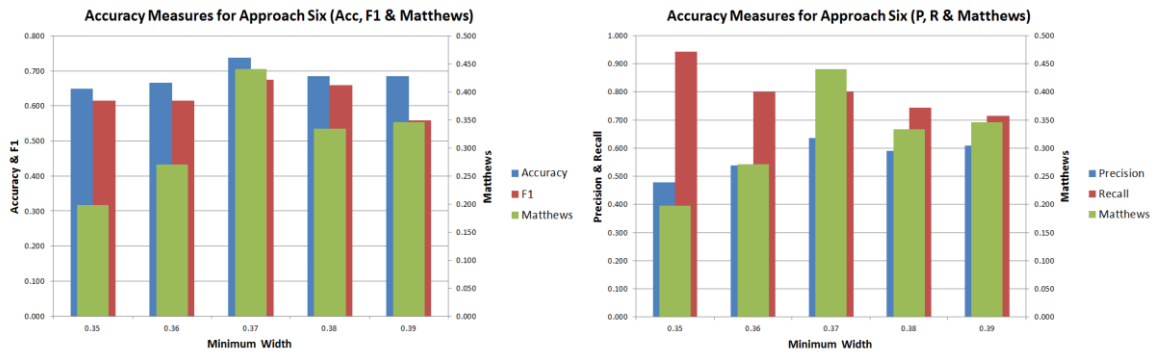 Accuracy Measures for Approach Six (Acc, F1 & Matthews)
0.800
0.700
0.600
0.500
0.400
0.300
0.200
0.100
0.000
Accuracy & F1
0.500
0.450
0.400
0.350
0.300
0.250
0.200
0.150
0.100
0.050
0.000
Matthews
0.35 0.36 0.37 0.38 0.39
Minimum Width
Accuracy
F1
Matthews
Accuracy Measures for Approach Six (P, R & Matthews)
1.000
0.900
0.800
0.700
0.600
0.500
0.400
0.300
0.200
0.100
0.000
Precision & Recall
0.500
0.450
0.400
0.350
0.300
0.250
0.200
0.150
0.100
0.050
0.000
Matthews
0.35 0.36 0.37 0.38 0.39
Minimum Width
Precision
Recall
Matthews